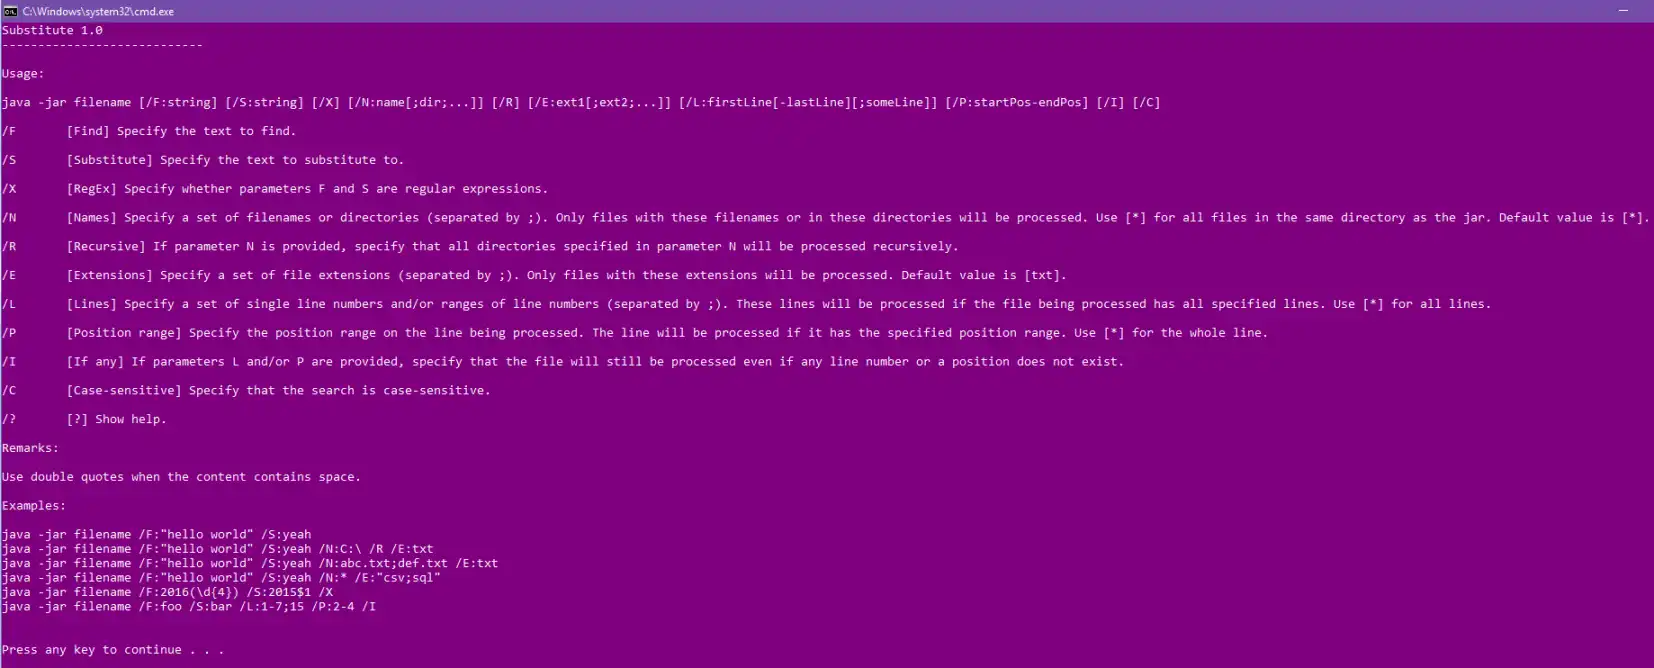 C:\Windows\system32\cmd.exe
Substitute 1.0
----------------------------
Usage:
java -jar filename [/F:string] [/S:string] [/X] [/N:name[;dir;...]] [/R] [/E:ext1[;ext2;...]] [/L:firstLine[-lastLine][;someLine]] [/P:startPos-endPos] [/I] [/C]
/F [Find] Specify the text to find.
/S [Substitute] Specify the text to substitute to.
/X [RegEx] Specify whether parameters F and S are regular expressions.
/N [Names] Specify a set of filenames or directories (separated by ;). Only files with these filenames or in these directories will be processed. Use [*] for all files in the same directory as the jar. Default value is [*].
/R [Recursive] If parameter N is provided, specify that all directories specified in parameter N will be processed recursively.
/E [Extensions] Specify a set of file extensions (separated by ;). Only files with these extensions will be processed. Default value is [txt].
/L [Lines] Specify a set of single line numbers and/or ranges of line numbers (separated by ;). These lines will be processed if the file being processed has all specified lines. Use [*] for all lines.
/P [Position range] Specify the position range on the line being processed. The line will be processed if it has the specified position range. Use [*] for the whole line.
/I [If any] If parameters L and/or P are provided, specify that the file will still be processed even if any line number or a position does not exist.
/C [Case-sensitive] Specify that the search is case-sensitive.
/? [?] Show help.
Remarks:
Use double quotes when the content contains space.
Examples:
java -jar filename /F:"hello world" /S:yeah
java -jar filename /F:"hello world" /S:yeah /N:C:\ /R /E:txt
java -jar filename /F:"hello world" /S:yeah /N:abc.txt;def.txt /E:txt
java -jar filename /F:"hello world" /S:yeah /N:* /E:"csv;sql"
java -jar filename /F:2016(\d{4}) /S:2015$1 /X
java -jar filename /F:foo /S:bar /L:1-7;15 /P:2-4 /I
Press any key to continue . . .